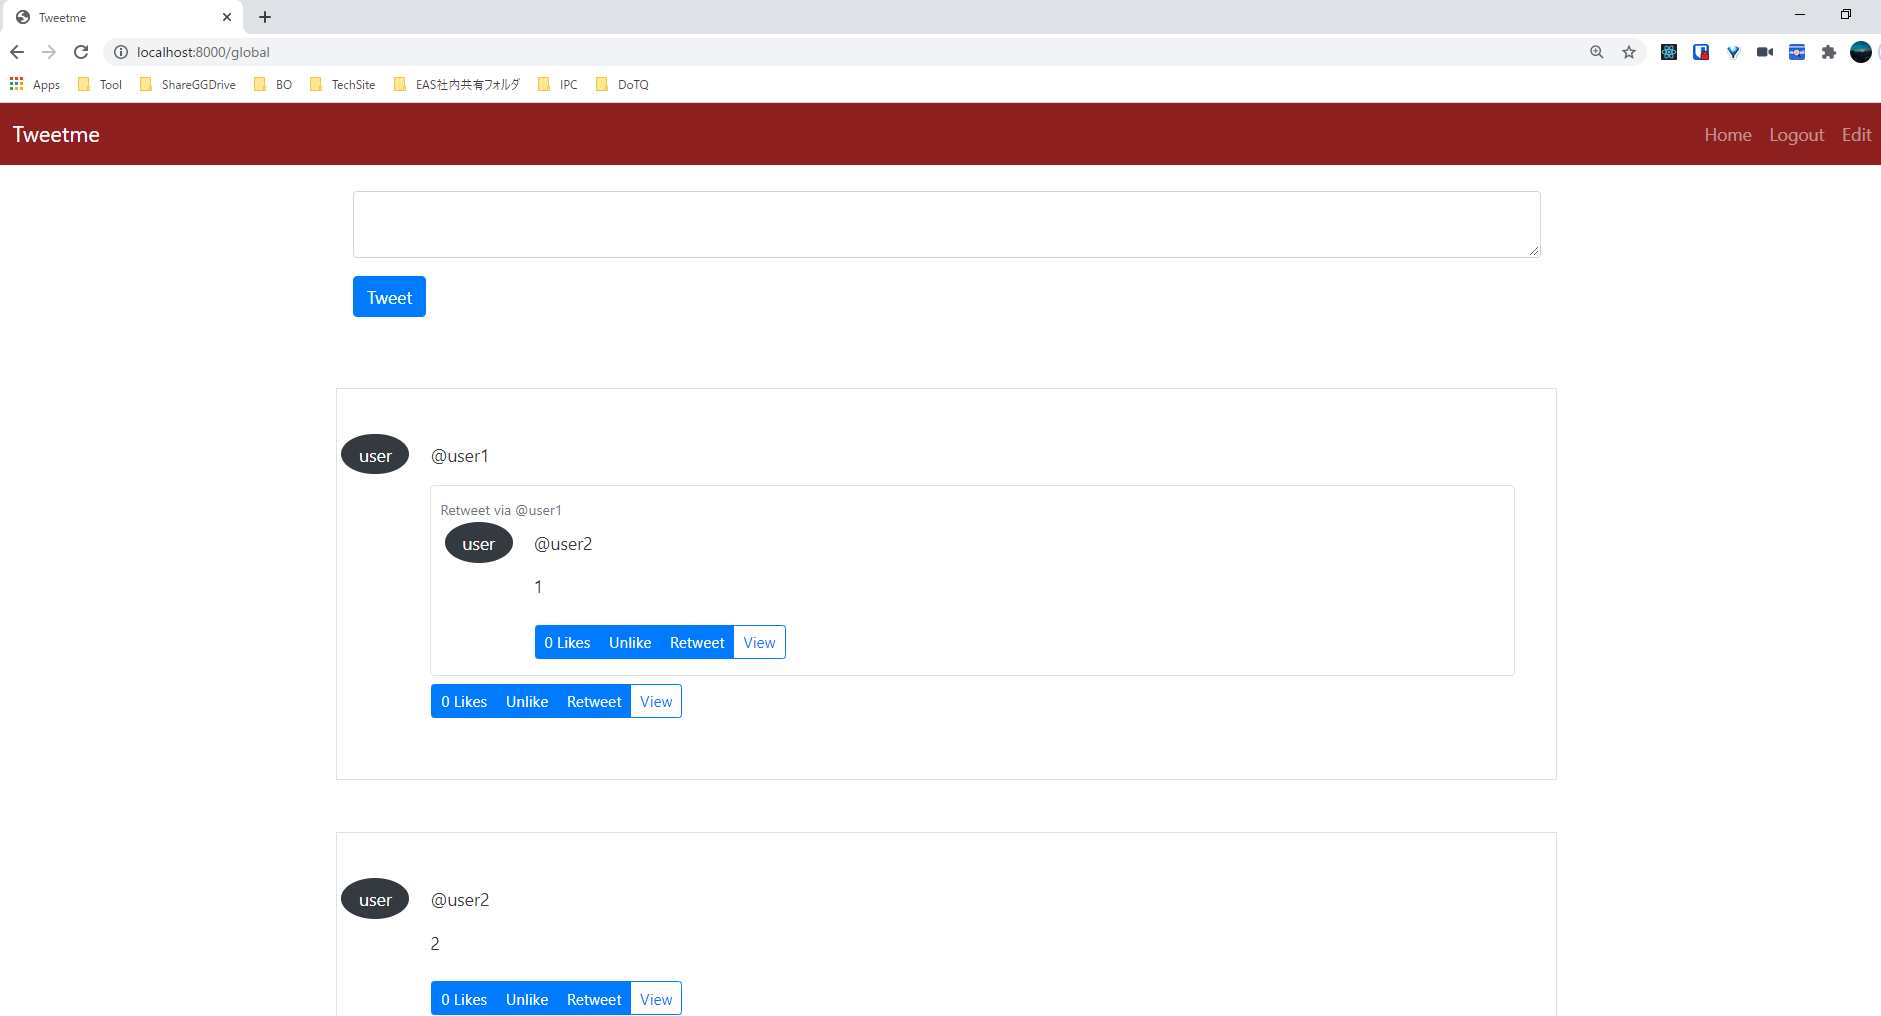 Tweetme
localhost:8000/global
Apps Tool ShareGGDrive BO TechSite EAS社内共有フォルダ IPC DoTQ
Tweetme Home Logout Edit
Tweet
user @user1
Retweet via @user1
user @user2
1
0 Likes Unlike Retweet View
0 Likes Unlike Retweet View
user @user2
2
0 Likes Unlike Retweet View